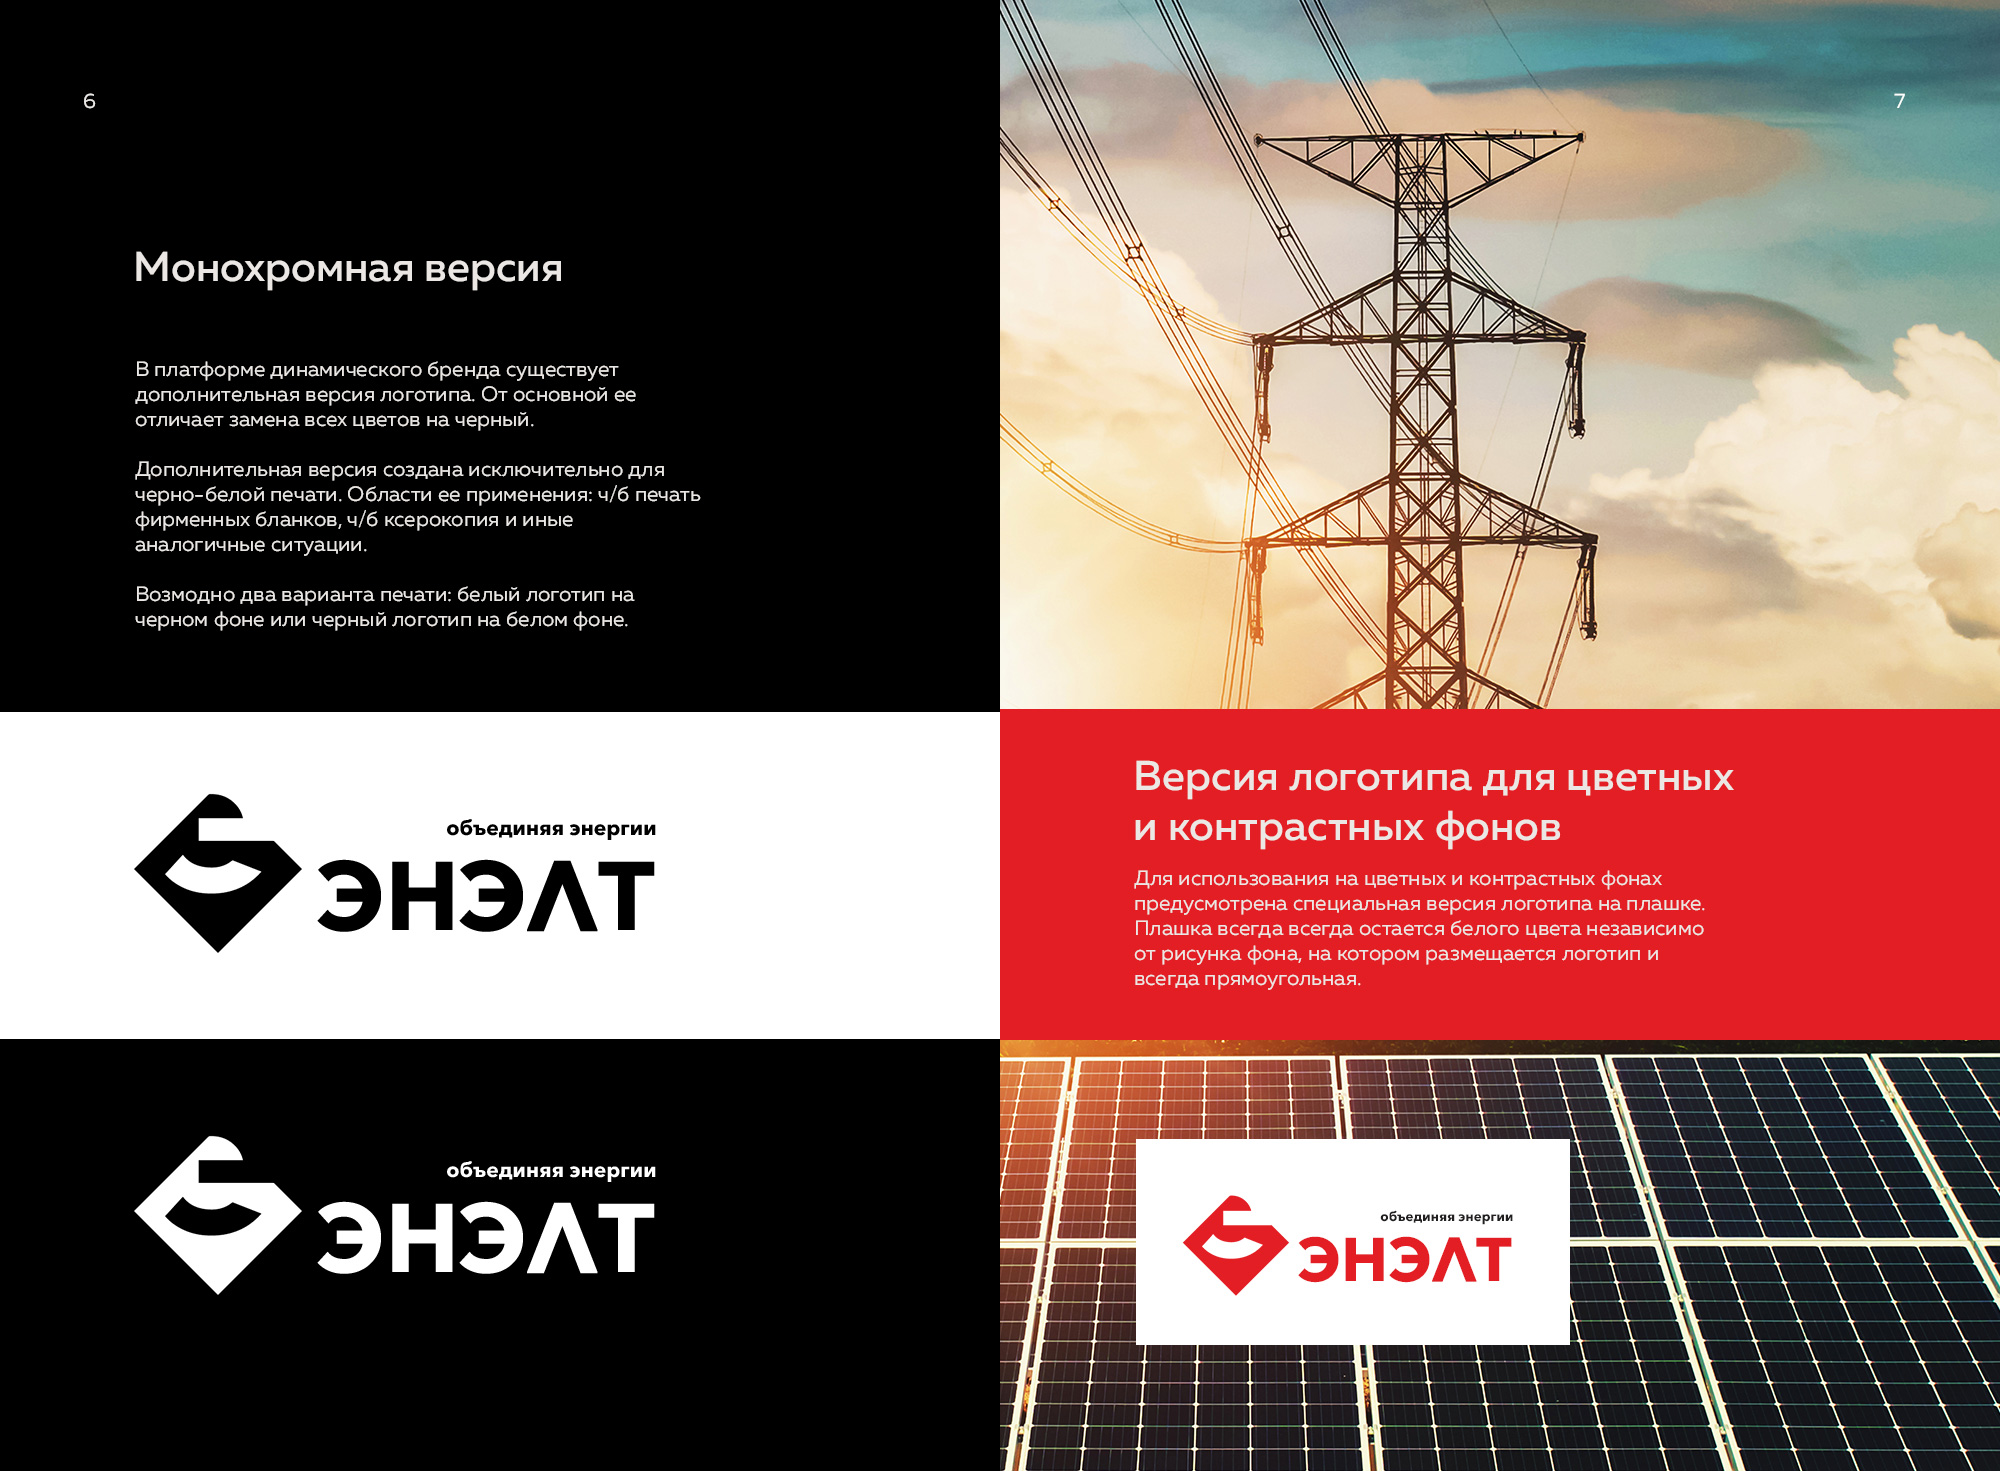 6
Монохромная версия
В платформе динамического бренда существует
дополнительная версия логотипа. От основной ее
отличает замена всех цветов на черный.
Дополнительная версия создана исключительно для
черно-белой печати. Области ее применения: ч/б печать
фирменных бланков, ч/б ксерокопия и иные
аналогичные ситуации.
Возмодно два варианта печати: белый логотип на
черном фоне или черный логотип на белом фоне.
объединяя энергии
ЭНЭЛТ
объединяя энергии
ЭНЭЛТ
7
Версия логотипа для цветных
и контрастных фонов
Для использования на цветных и контрастных фонах
предусмотрена специальная версия логотипа на плашке.
Плашка всегда всегда остается белого цвета независимо
от рисунка фона, на котором размещается логотип и
всегда прямоугольная.
объединяя энергии
ЭНЭЛТ